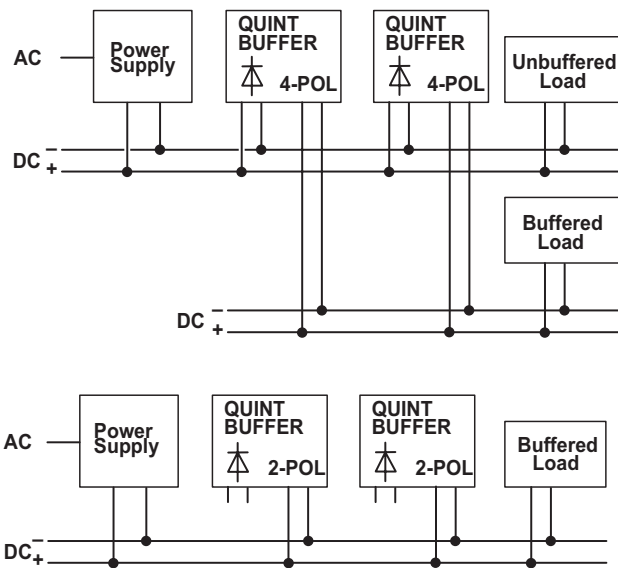 AC
Power
Supply
QUINT
BUFFER
4-POL
QUINT
BUFFER
4-POL
Unbuffered
Load
DC
–
+
Buffered
Load
DC
–
+
AC
Power
Supply
QUINT
BUFFER
2-POL
QUINT
BUFFER
2-POL
Buffered
Load
DC
–
+